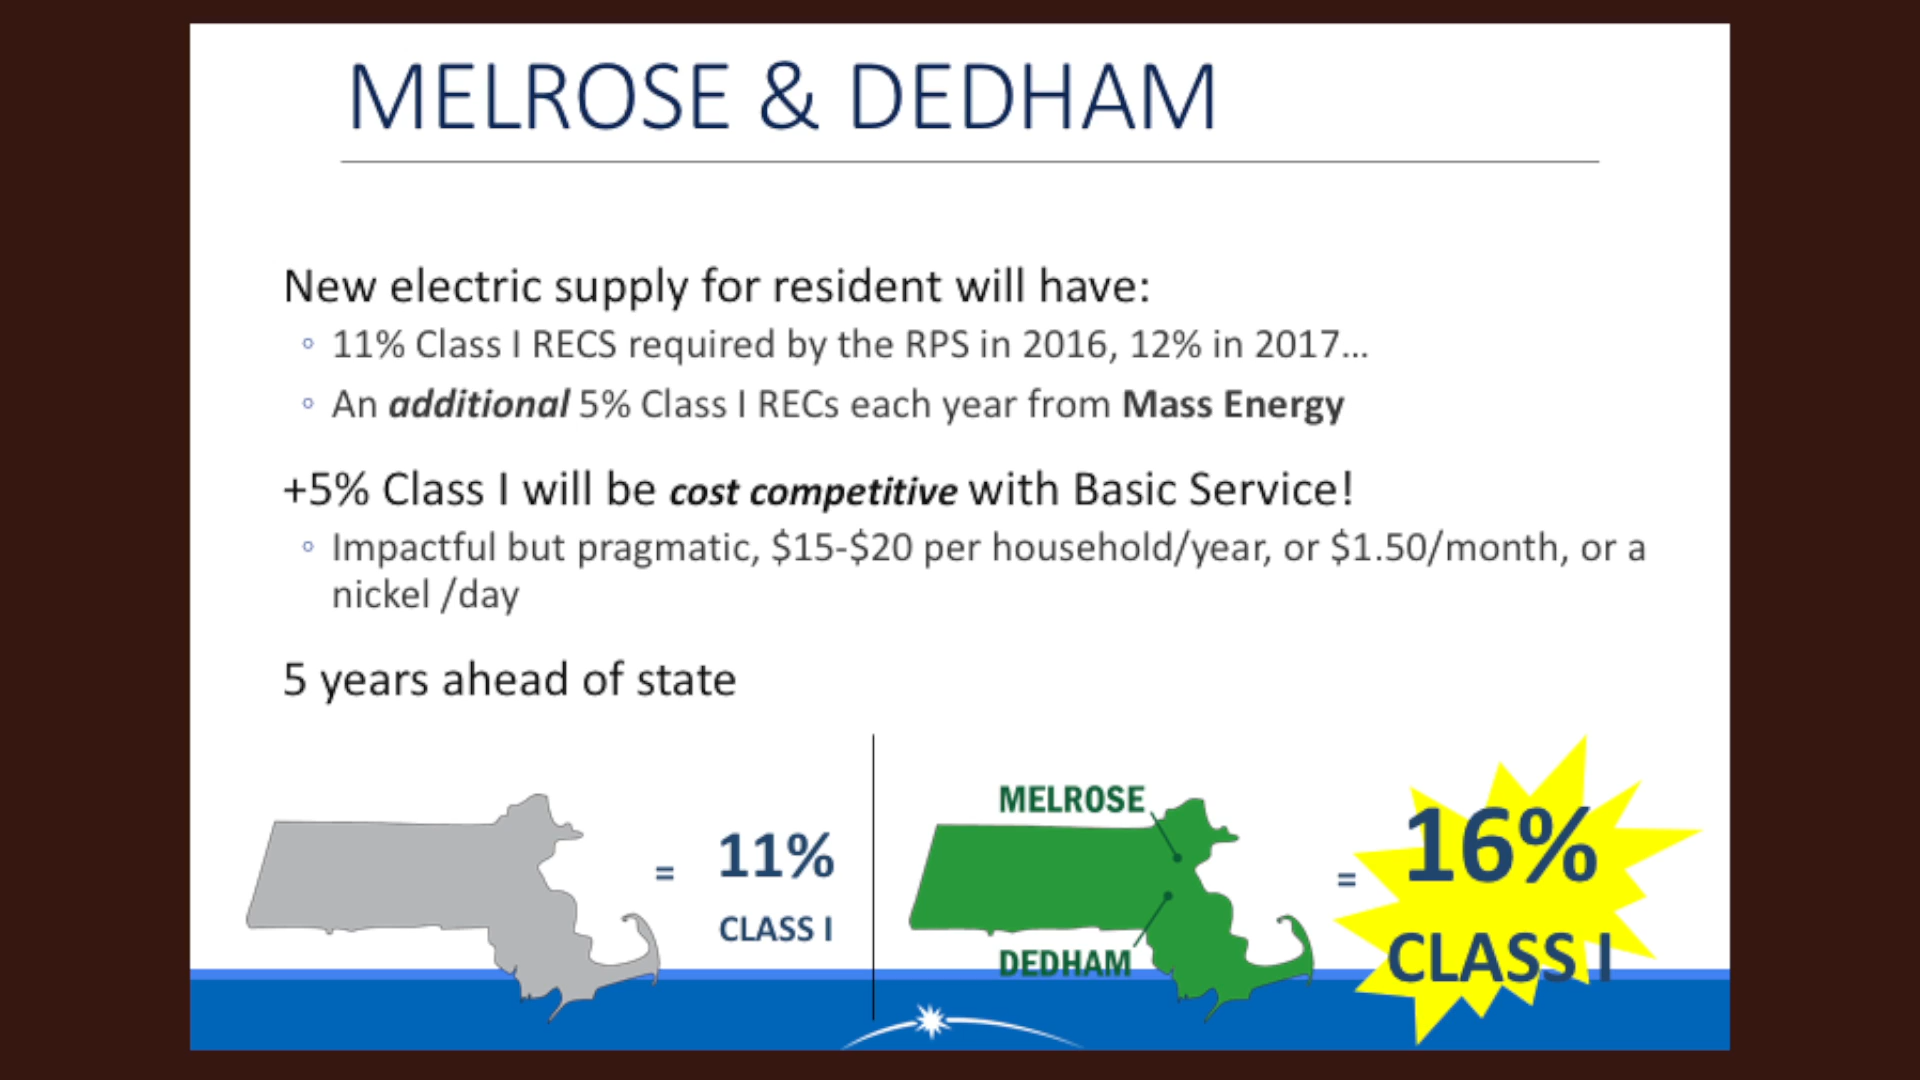 MELROSE & DEDHAM
New electric supply for resident will have:
◦ 11% Class I RECS required by the RPS in 2016, 12% in 2017...
◦ An additional 5% Class I RECs each year from Mass Energy
+5% Class I will be cost competitive with Basic Service!
◦ Impactful but pragmatic, $15-$20 per household/year, or $1.50/month, or a
nickel /day
5 years ahead of state
= 11%
CLASS I
MELROSE
DEDHAM
= 16%
CLASS I